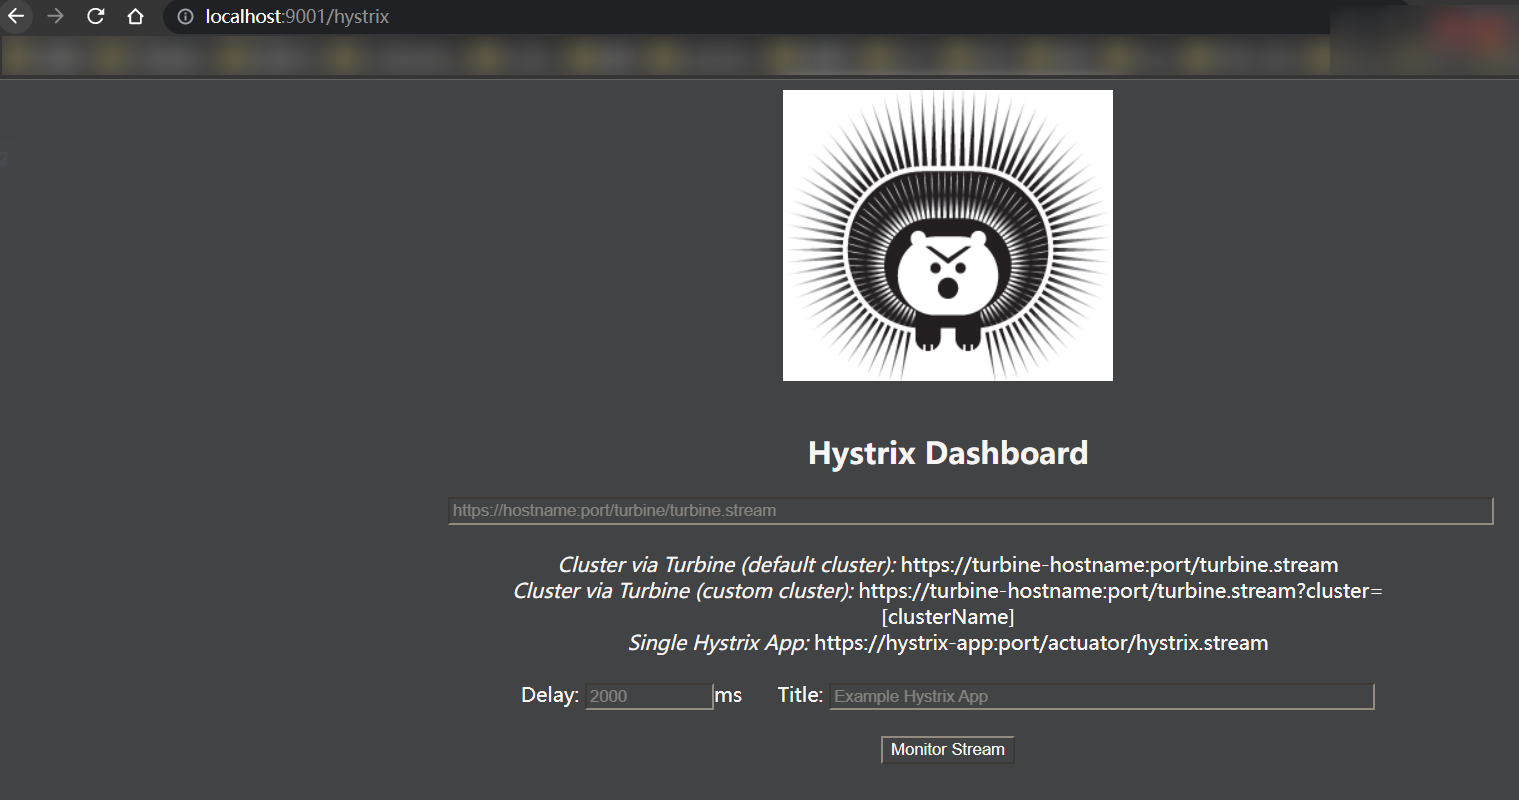 localhost:9001/hystrix
Hystrix Dashboard
https://hostname:port/turbine/turbine.stream
Cluster via Turbine (default cluster): https://turbine-hostname:port/turbine.stream
Cluster via Turbine (custom cluster): https://turbine-hostname:port/turbine.stream?cluster=
[clusterName]
Single Hystrix App: https://hystrix-app:port/actuator/hystrix.stream
Delay: 2000 ms Title: Example Hystrix App
Monitor Stream